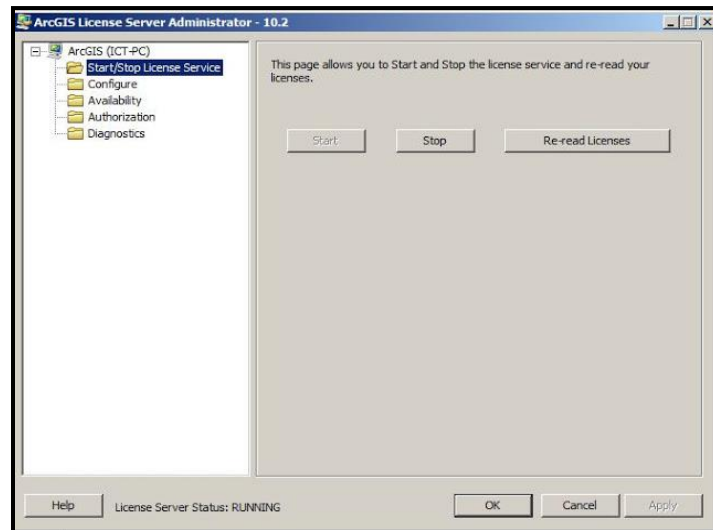 ArcGIS License Server Administrator - 10.2
ArcGIS (ICT-PC)
Start/Stop License Service
Configure
Availability
Authorization
Diagnostics
This page allows you to Start and Stop the license service and re-read your
licenses.
Start
Stop
Re-read Licenses
Help
License Server Status: RUNNING
OK
Cancel
Apply